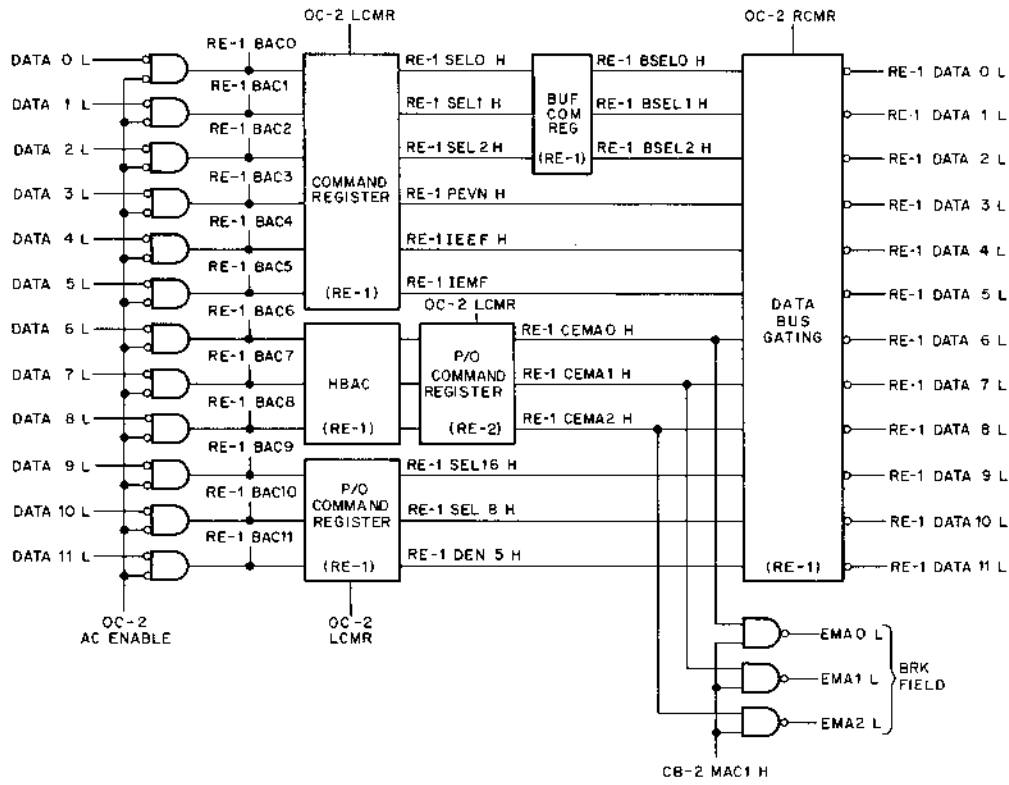 OC-2 LCMR
OC-2 RCMR
DATA 0 L
RE-1 BAC0
RE-1 SEL0 H
RE-1 BSEL0 H
RE-1 DATA 0 L
DATA 1 L
RE-1 BAC1
RE-1 SEL1 H
BUF
COM
REG
(RE-1)
RE-1 BSEL1 H
RE-1 DATA 1 L
DATA 2 L
RE-1 BAC2
RE-1 SEL2 H
RE-1 BSEL2 H
RE-1 DATA 2 L
DATA 3 L
RE-1 BAC3
COMMAND
REGISTER
(RE-1)
RE-1 PEVN H
RE-1 DATA 3 L
DATA 4 L
RE-1 BAC4
RE-1 IEEF H
RE-1 DATA 4 L
DATA 5 L
RE-1 BAC5
RE-1 IEMF
RE-1 DATA 5 L
DATA
BUS
GATING
(RE-1)
DATA 6 L
RE-1 BAC6
OC-2 LCMR
RE-1 CEMA0 H
RE-1 DATA 6 L
DATA 7 L
RE-1 BAC7
HBAC
(RE-1)
P/O
COMMAND
REGISTER
(RE-2)
RE-1 CEMA1 H
RE-1 DATA 7 L
DATA 8 L
RE-1 BAC8
RE-1 CEMA2 H
RE-1 DATA 8 L
DATA 9 L
RE-1 BAC9
RE-1 SEL16 H
RE-1 DATA 9 L
DATA 10 L
RE-1 BAC10
P/O
COMMAND
REGISTER
(RE-1)
RE-1 SEL 8 H
RE-1 DATA 10 L
DATA 11 L
RE-1 BAC11
RE-1 DEN 5 H
RE-1 DATA 11 L
OC-2
AC ENABLE
OC-2
LCMR
EMA0 L
EMA1 L
EMA2 L
BRK
FIELD
CB-2 MAC1 H